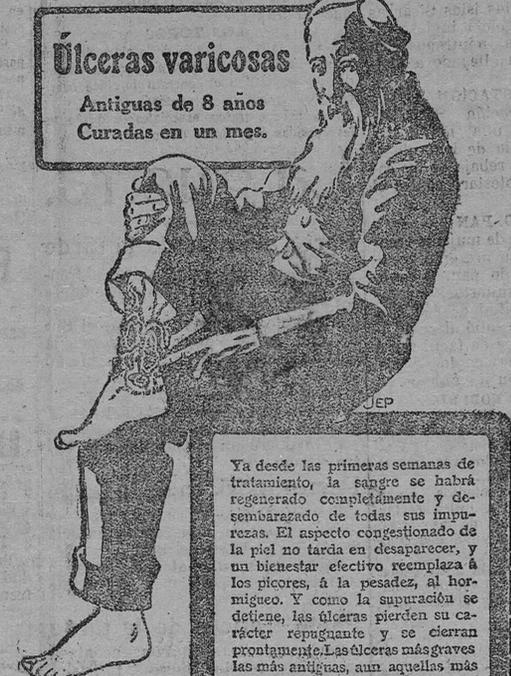 Úlceras varicosas
Antiguas de 8 años
Curadas en un mes.
JEP
Ya desde las primeras semanas de
tratamiento, la sangre se habrá
regenerado completamente y de-
sembarazado de todas sus impu-
rezas. El aspecto congestionado de
la piel no tarda en desaparecer, y
un bienestar efectivo reemplaza á
los picores, á la pesadez, al hor-
migueo. Y como la supuración se
detiene, las úlceras pierden su ca-
rácter repugnante y se cierran
prontamente. Las úlceras más graves
las más antiguas, aun aquellas más